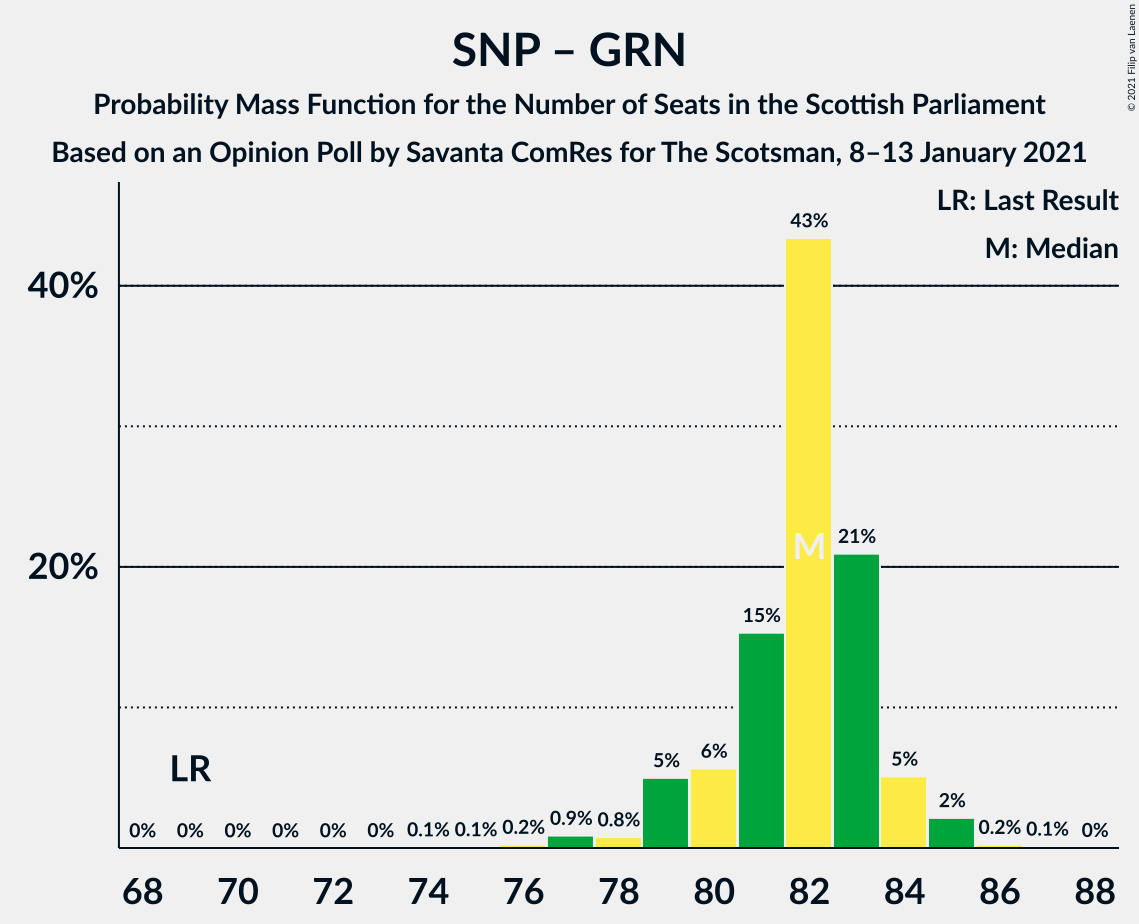 SNP – GRN
Probability Mass Function for the Number of Seats in the Scottish Parliament
Based on an Opinion Poll by Savanta ComRes for The Scotsman, 8–13 January 2021
© 2021 Filip van Laenen
LR: Last Result
M: Median
43%
40%
M
21%
20%
15%
LR
5%
6%
5%
2%
0% 0% 0% 0% 0% 0% 0.1% 0.1% 0.2% 0.9% 0.8% 0.2% 0.1% 0%
68 70 72 74 76 78 80 82 84 86 88